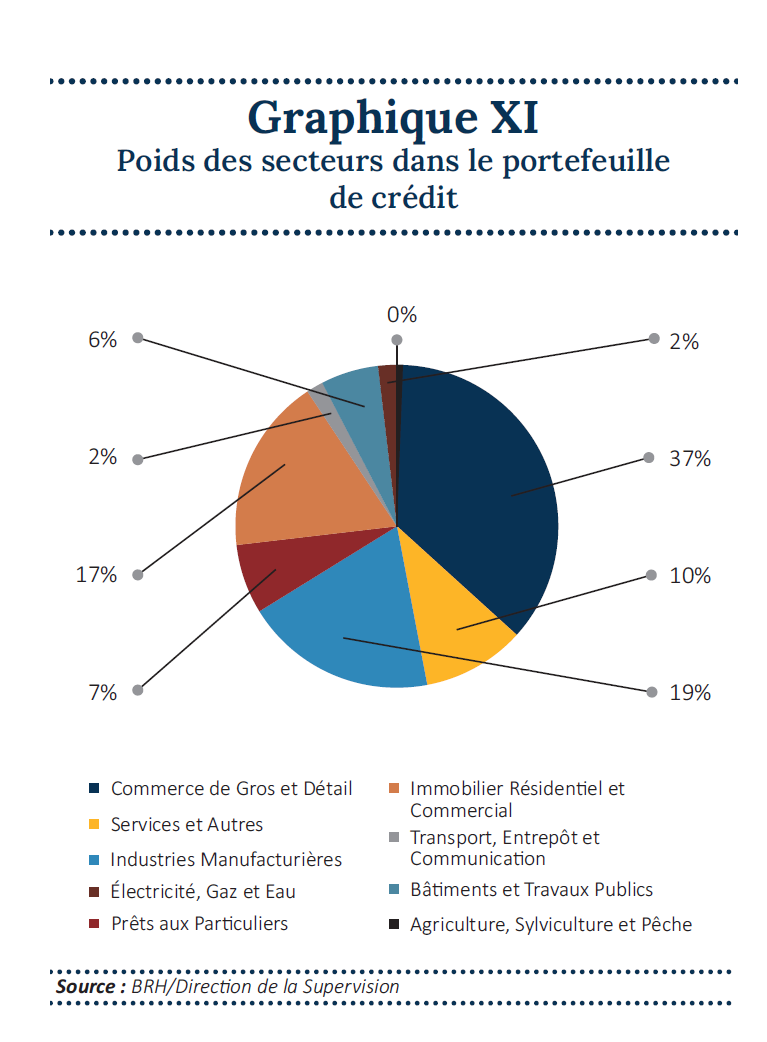 Graphique XI
Poids des secteurs dans le portefeuille
de crédit
0%
6%
2%
2%
37%
17%
10%
7%
19%
Commerce de Gros et Détail
Services et Autres
Industries Manufacturières
Électricité, Gaz et Eau
Prêts aux Particuliers
Immobilier Résidentiel et
Commercial
Transport, Entrepôt et
Communication
Bâtiments et Travaux Publics
Agriculture, Sylviculture et Pêche
Source : BRH/Direction de la Supervision